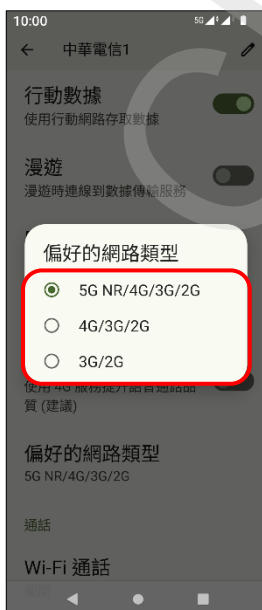 10:00 5G
中華電信1
行動數據
使用行動網路存取數據
漫遊
漫遊時連線到數據傳輸服務
偏好的網路類型
5G NR/4G/3G/2G
4G/3G/2G
3G/2G
使用 4G 服務提升語音通話品
質 (建議)
偏好的網路類型
5G NR/4G/3G/2G
通話
Wi-Fi 通話